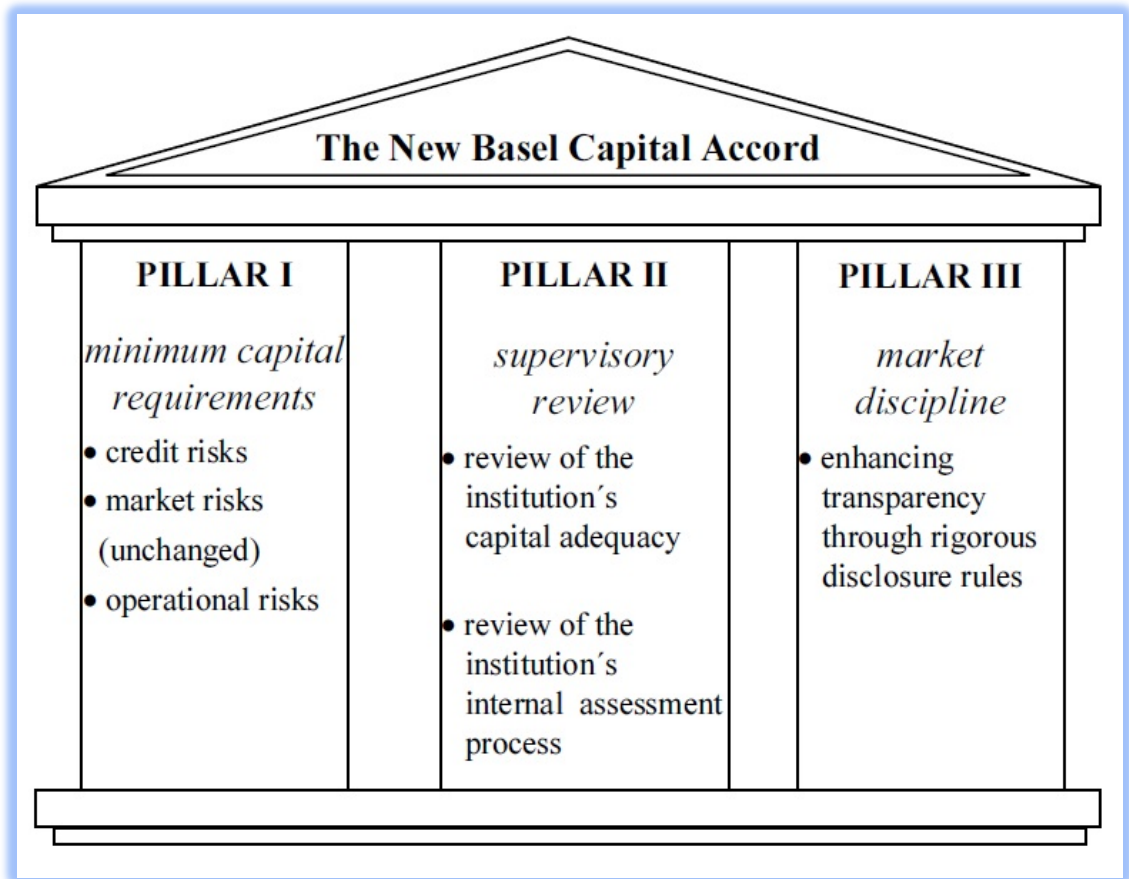 The New Basel Capital Accord
PILLAR I
minimum capital
requirements
• credit risks
• market risks
(unchanged)
• operational risks
PILLAR II
supervisory
review
• review of the
institution´s
capital adequacy
• review of the
institution´s
internal assessment
process
PILLAR III
market
discipline
• enhancing
transparency
through rigorous
disclosure rules